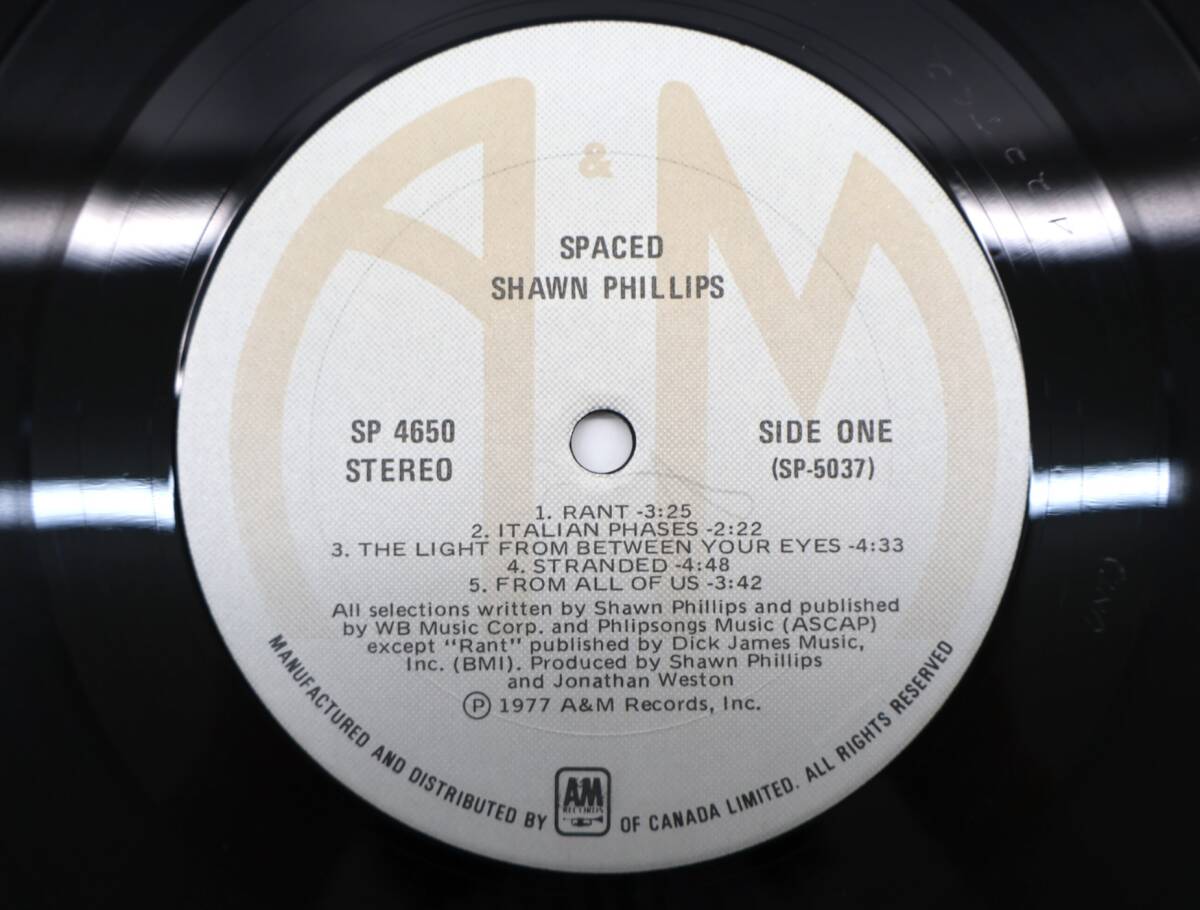 A & M
SPACED
SHAWN PHILLIPS
SP 4650
STEREO
SIDE ONE
(SP-5037)
1. RANT -3:25
2. ITALIAN PHASES -2:22
3. THE LIGHT FROM BETWEEN YOUR EYES -4:33
4. STRANDED -4:48
5. FROM ALL OF US -3:42
All selections written by Shawn Phillips and published
by WB Music Corp. and Phlipsongs Music (ASCAP)
except "Rant" published by Dick James Music,
Inc. (BMI). Produced by Shawn Phillips
and Jonathan Weston
Ⓟ 1977 A&M Records, Inc.
MANUFACTURED AND DISTRIBUTED BY A&M RECORDS OF CANADA LIMITED. ALL RIGHTS RESERVED